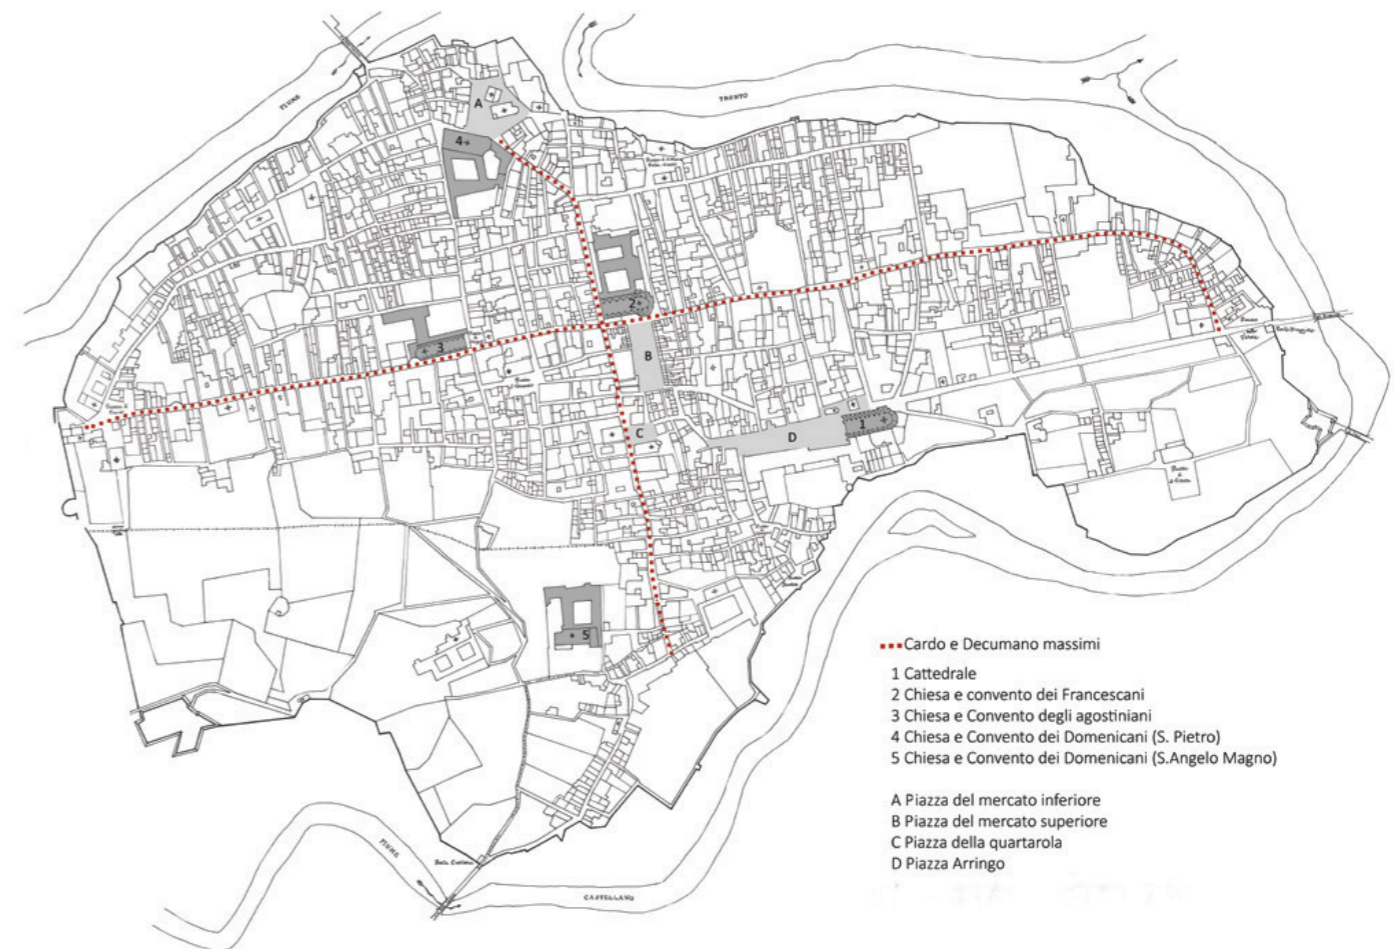 FIUME
TRONTO
A
4
2
3
B
C
D
1
5
Porta Cartara
FIUME
CASTELLANO
Cardo e Decumano massimi
1 Cattedrale
2 Chiesa e convento dei Francescani
3 Chiesa e Convento degli agostiniani
4 Chiesa e Convento dei Domenicani (S. Pietro)
5 Chiesa e Convento dei Domenicani (S.Angelo Magno)
A Piazza del mercato inferiore
B Piazza del mercato superiore
C Piazza della quartarola
D Piazza Arringo